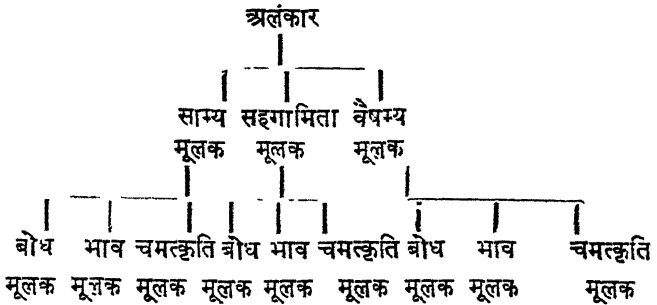 अलंकार
साम्य सहगामिता वैषम्य
मूलक मूलक मूलक
बोध भाव चमत्कृति बोध भाव चमत्कृति बोध भाव चमत्कृति
मूलक मूलक मूलक मूलक मूलक मूलक मूलक मूलक मूलक